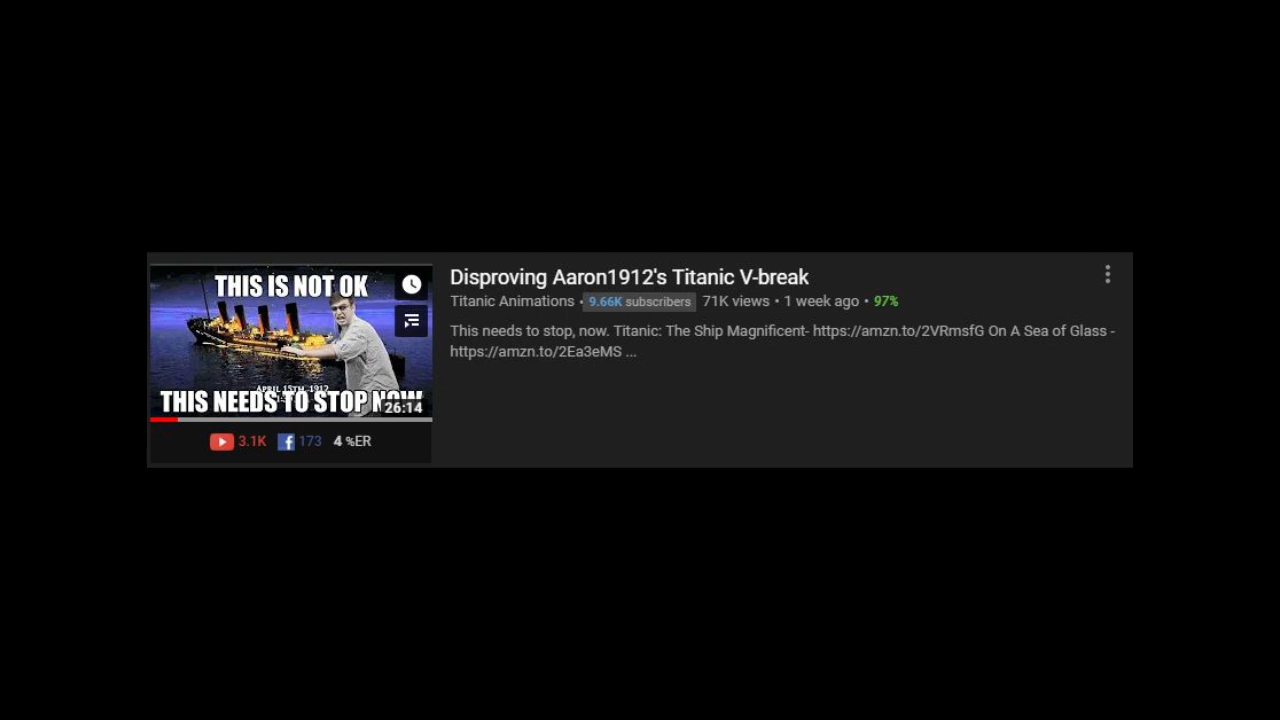 THIS IS NOT OK
APRIL 15TH, 1912
THIS NEEDS TO STOP NOW
26:14
3.1K 173 4 %ER
Disproving Aaron1912's Titanic V-break
Titanic Animations • 9.66K subscribers 71K views • 1 week ago • 97%
This needs to stop, now. Titanic: The Ship Magnificent- https://amzn.to/2VRmsfG On A Sea of Glass -
https://amzn.to/2Ea3eMS ...